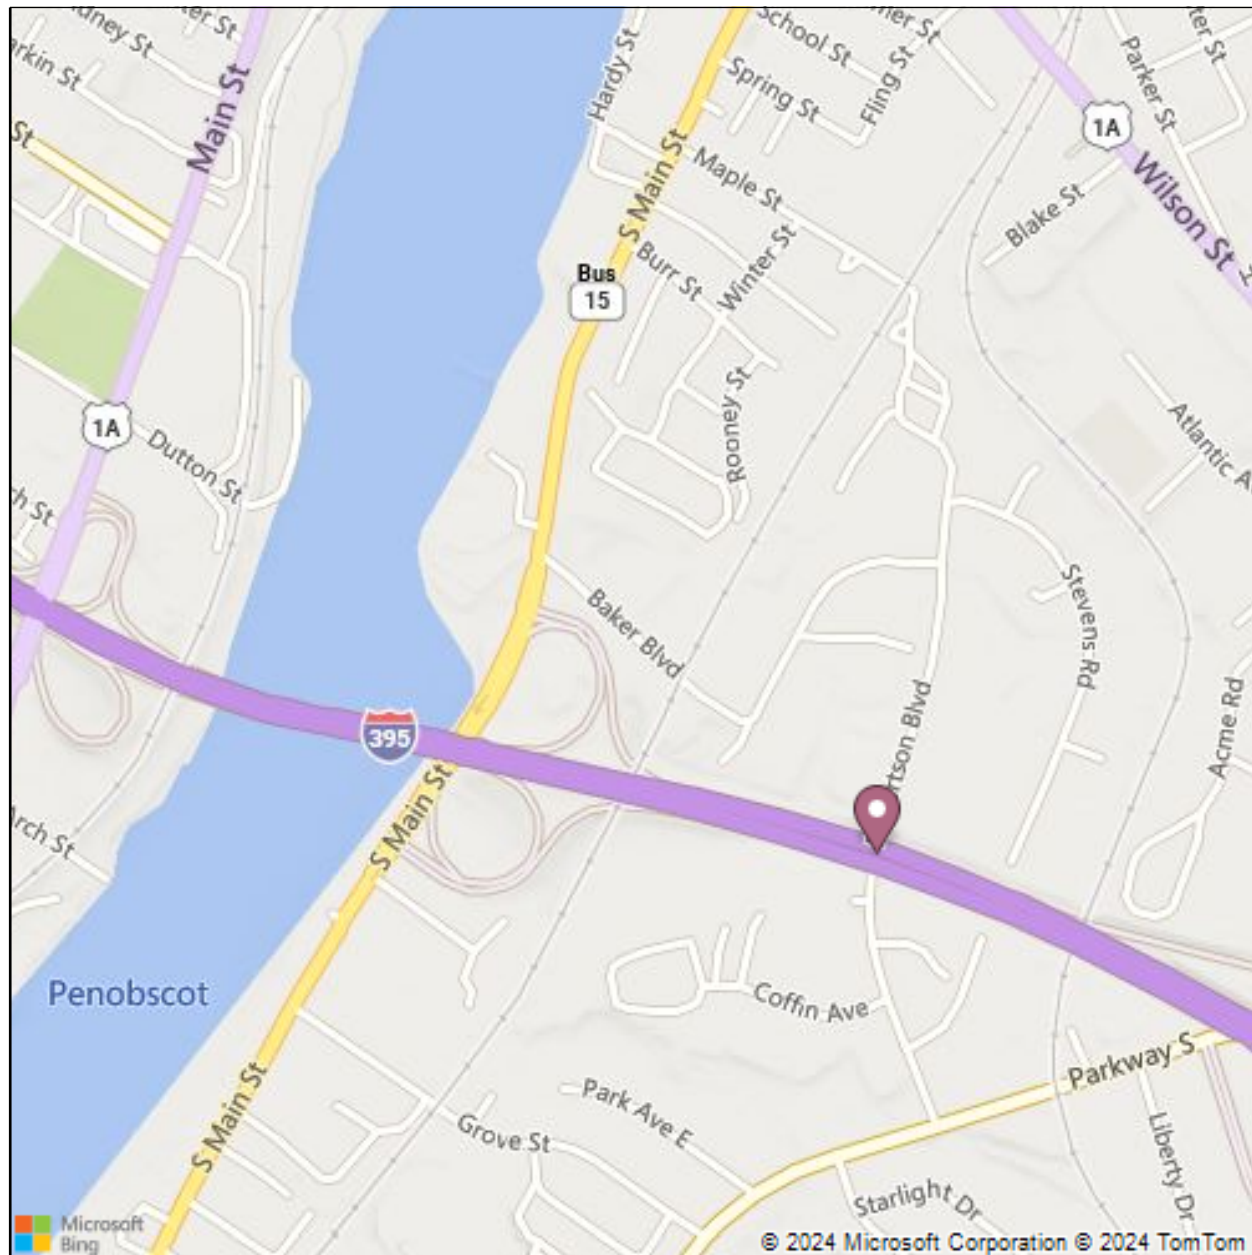 School St
Hardy St
Spring St
Fling St
Parker St
Main St
S Main St
Maple St
1A
Wilson St
Blake St
Burr St
Winter St
Bus
15
Rooney St
1A
Dutton St
Atlantic
Baker Blvd
Stevens Rd
395
Acme Rd
S Main St
Arch St
Penobscot
Coffin Ave
Parkway S
S Main St
Grove St
Park Ave E
Liberty Dr
Starlight Dr
Microsoft
Bing
© 2024 Microsoft Corporation © 2024 TomTom